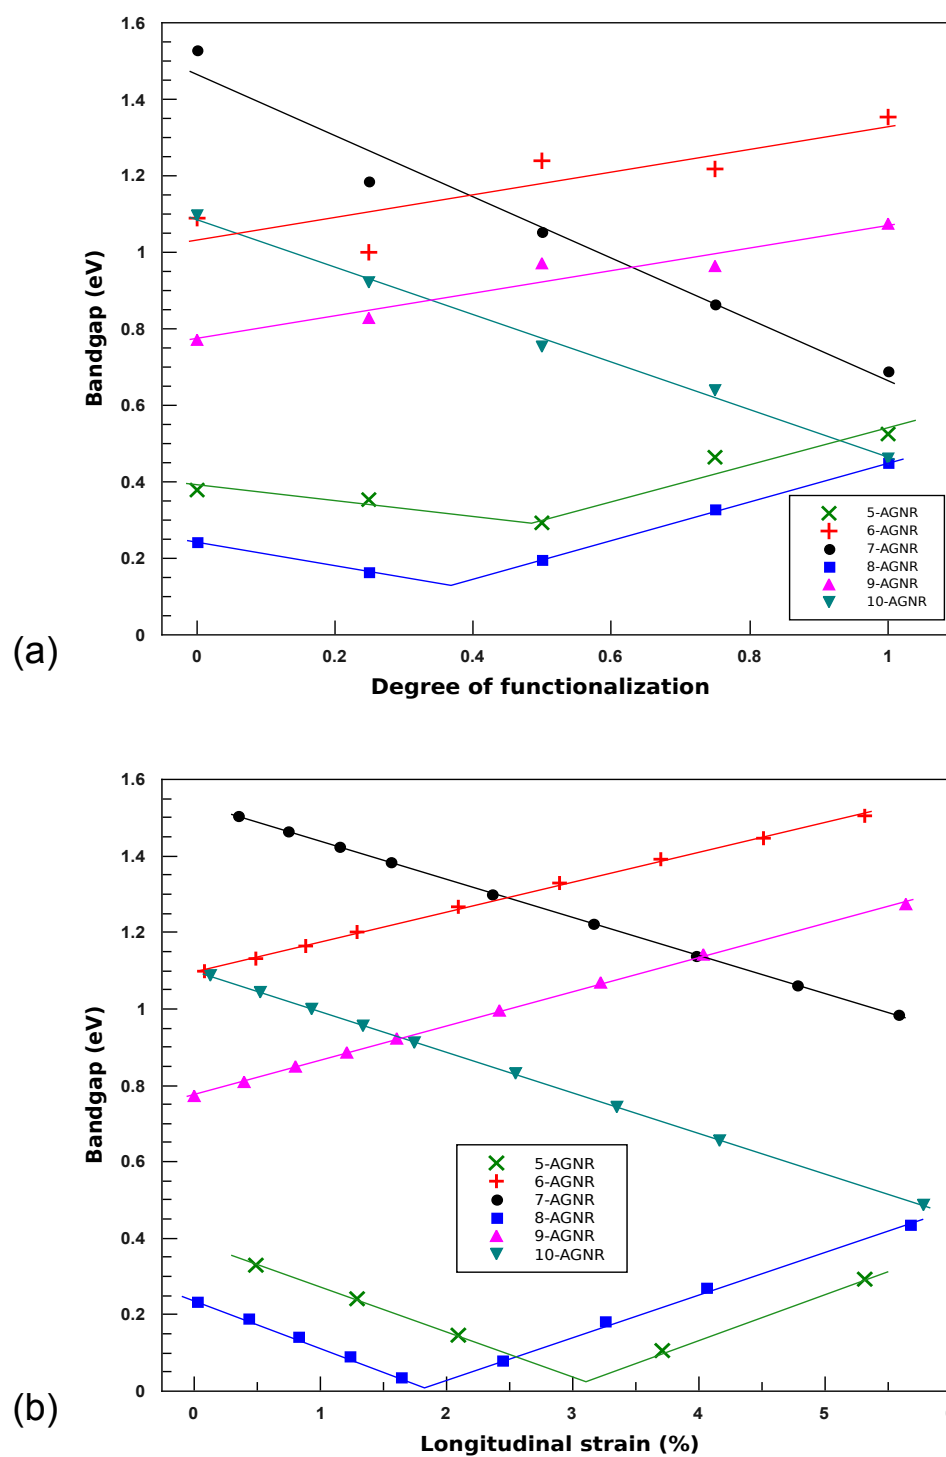 1.6
1.4
1.2
1
0.8
0.6
0.4
0.2
0
Bandgap (eV)
5-AGNR
6-AGNR
7-AGNR
8-AGNR
9-AGNR
10-AGNR
(a)
0 0.2 0.4 0.6 0.8 1
Degree of functionalization
1.6
1.4
1.2
1
0.8
0.6
0.4
0.2
0
Bandgap (eV)
5-AGNR
6-AGNR
7-AGNR
8-AGNR
9-AGNR
10-AGNR
(b)
0 1 2 3 4 5
Longitudinal strain (%)